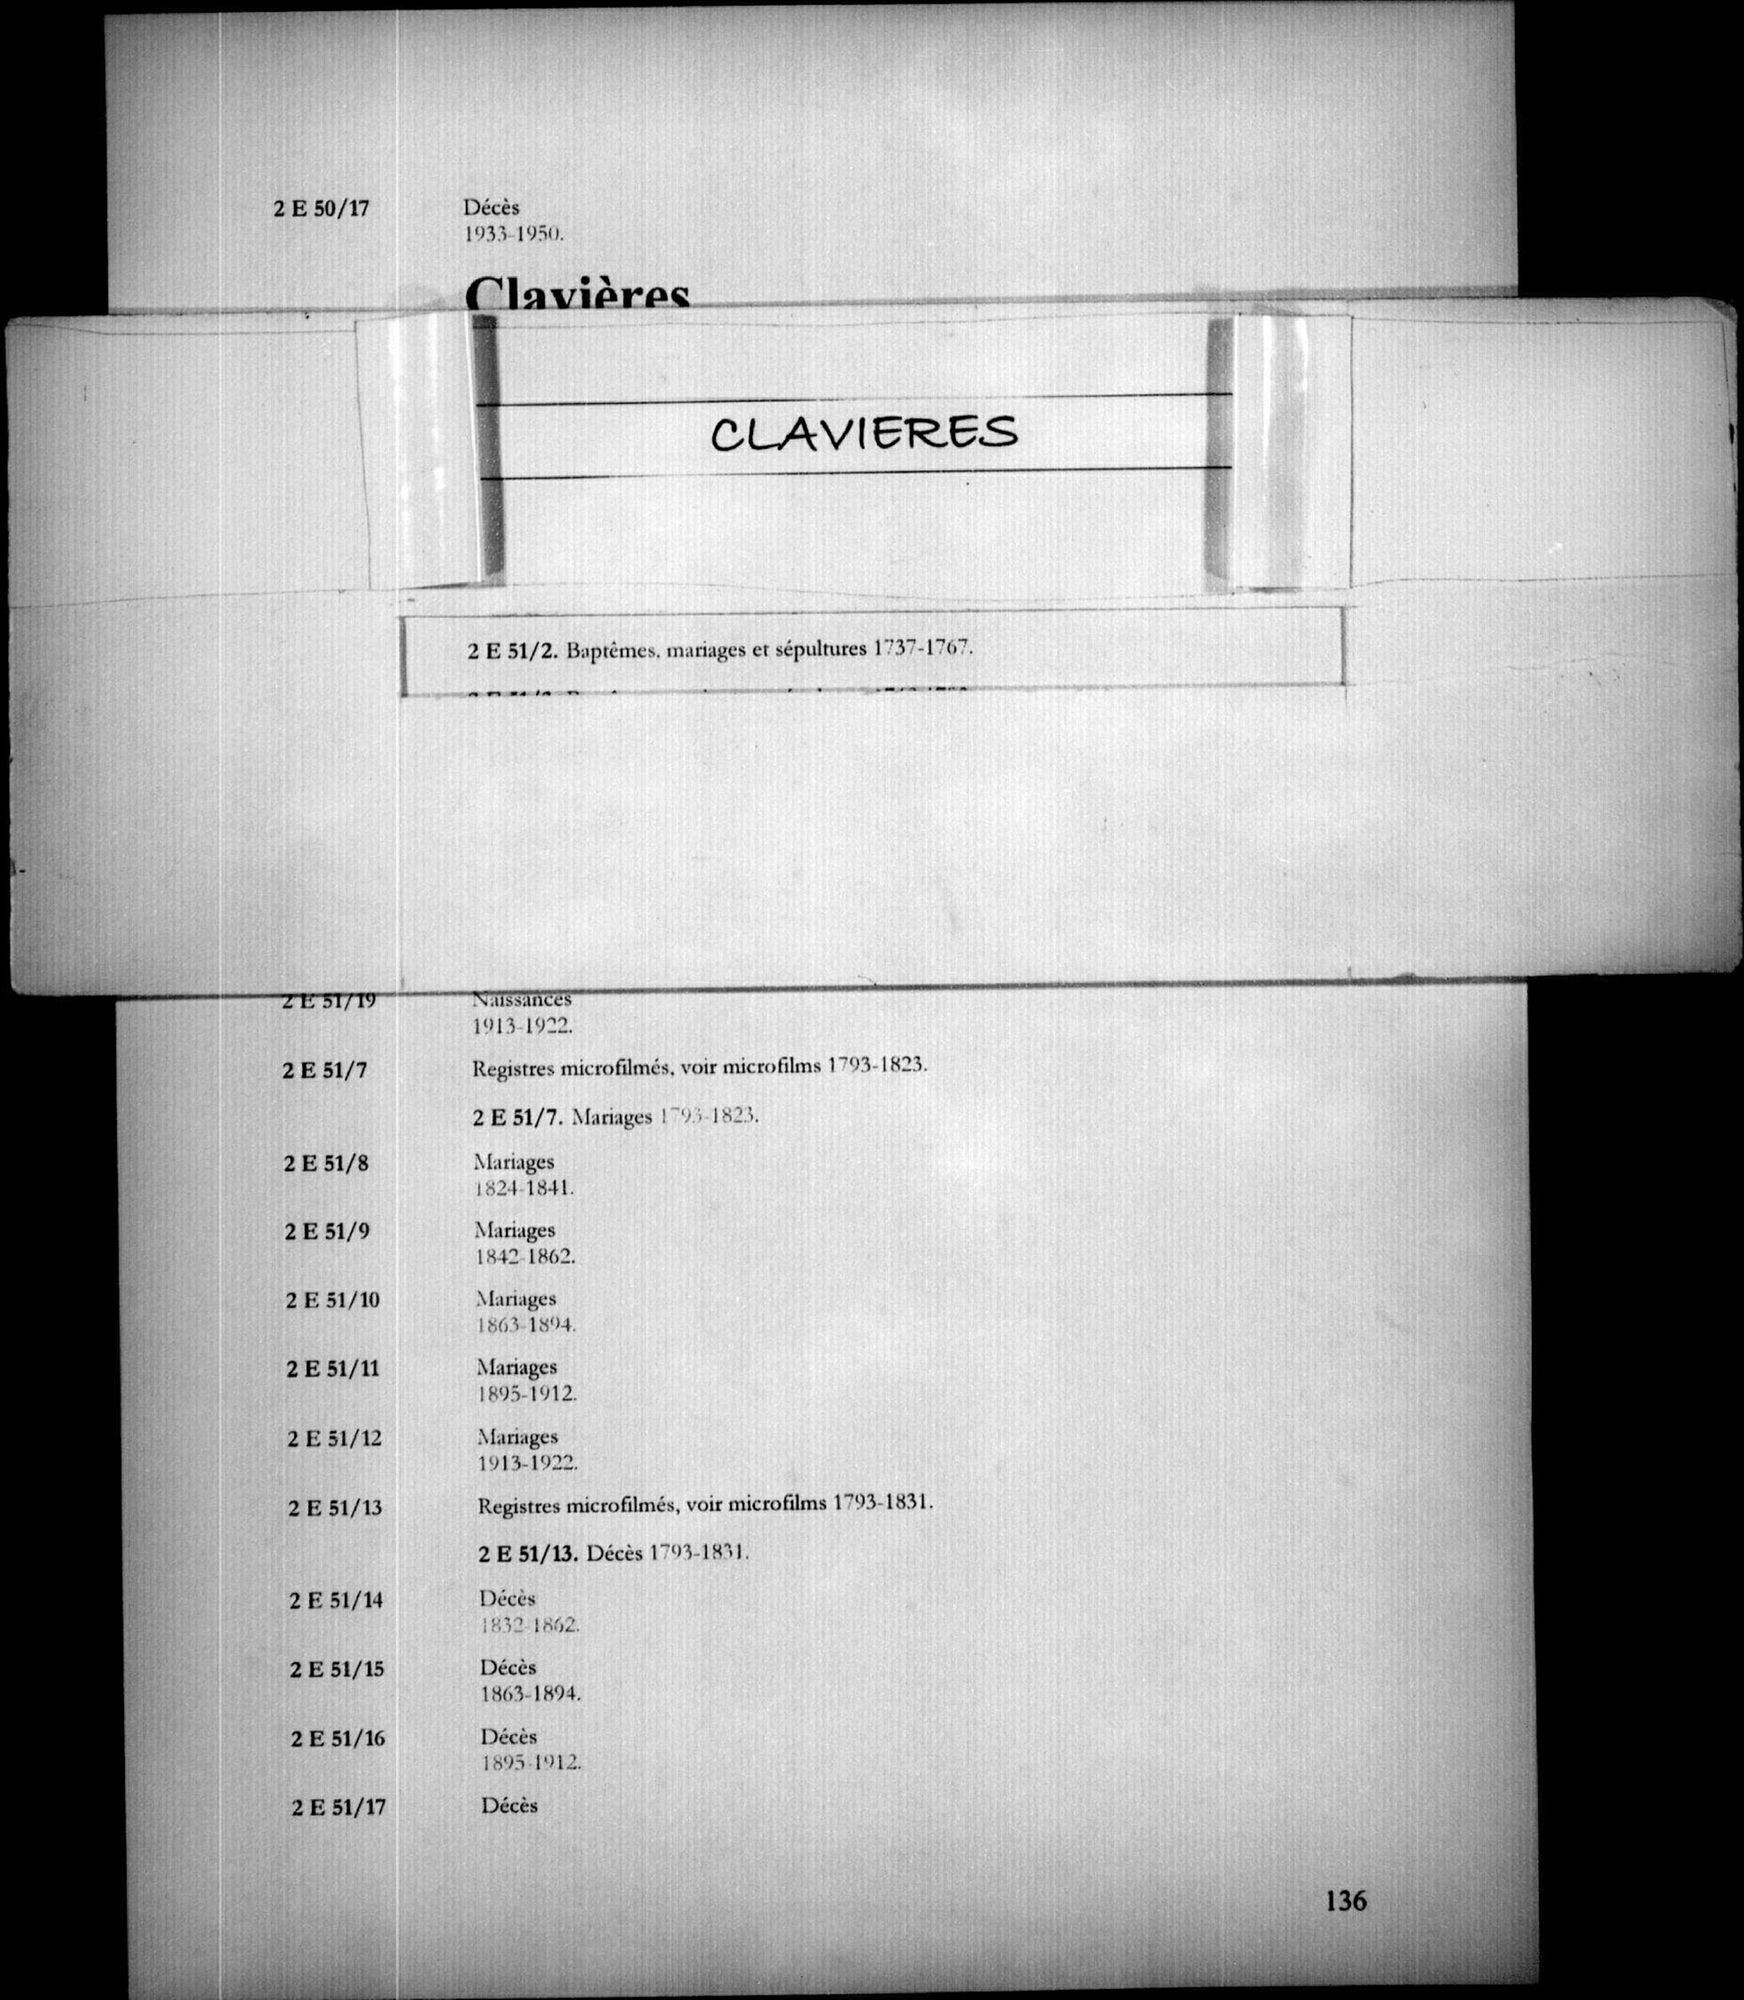 2 E 50/17 Décès
1933-1950.
Clavières
CLAVIERES
2 E 51/2. Baptêmes, mariages et sépultures 1737-1767.
2 E 51/19 Naissances
1913-1922.
2 E 51/7 Registres microfilmés, voir microfilms 1793-1823.
2 E 51/7. Mariages 1793-1823.
2 E 51/8 Mariages
1824-1841.
2 E 51/9 Mariages
1842-1862.
2 E 51/10 Mariages
1863-1894.
2 E 51/11 Mariages
1895-1912.
2 E 51/12 Mariages
1913-1922.
2 E 51/13 Registres microfilmés, voir microfilms 1793-1831.
2 E 51/13. Décès 1793-1831.
2 E 51/14 Décès
1832-1862.
2 E 51/15 Décès
1863-1894.
2 E 51/16 Décès
1895-1912.
2 E 51/17 Décès
136